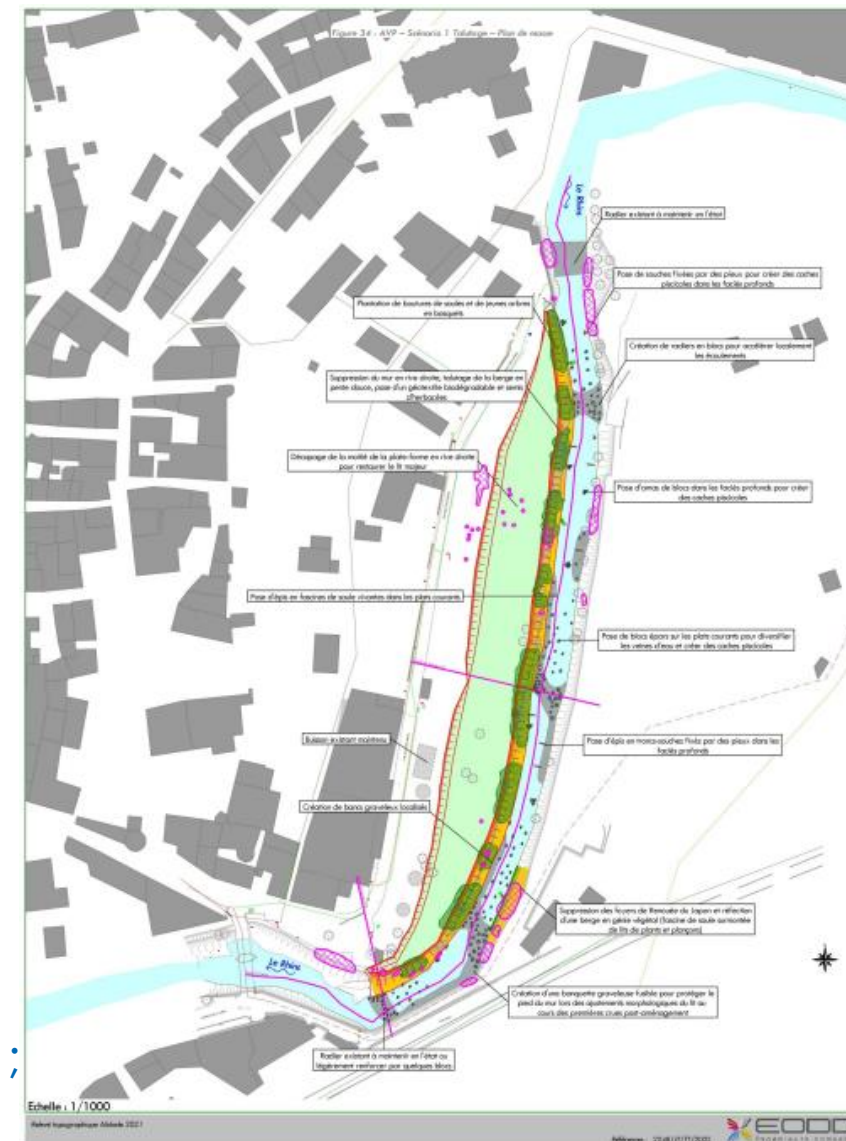 Figure 34 : AVP – Scénario 1 Talutage – Plan de masse
Le Rhins
Radier existant à maintenir en l'état
Pose de souches fixées par des pieux pour créer des caches
piscicoles dans les faciès profonds
Plantation de boutures de saules et de jeunes arbres
en bosquets
Création de radiers en blocs pour accélérer localement
les écoulements
Suppression du mur en rive droite, talutage de la berge en
pente douce, pose d'un géotextile biodégradable et semis
d'herbacées
Décapage de la moitié de la plate-forme en rive droite
pour restaurer le lit majeur
Pose d'amas de blocs dans les faciès profonds pour créer
des caches piscicoles
Pose d'épis en fascines de saule vivantes dans les plats courants
Pose de blocs épars sur les plats courants pour diversifier
les veines d'eau et créer des caches piscicoles
Buisson existant maintenu
Pose d'épis en troncs-souches fixés par des pieux dans les
faciès profonds
Création de bancs graveleux localisés
Suppression des foyers de Renouée du Japon et réfection
d'une berge en génie végétal (fascine de saule surmontée
de lits de plants et plançons)
Le Rhins
Création d'une banquette graveleuse fusible pour protéger le
pied du mur lors des ajustements morphologiques du lit au
cours des premières crues post-aménagement
Radier existant à maintenir en l'état ou
légèrement renforcer par quelques blocs
Echelle : 1/1000
Relevé topographique Altitude 2021
Références :
EODD